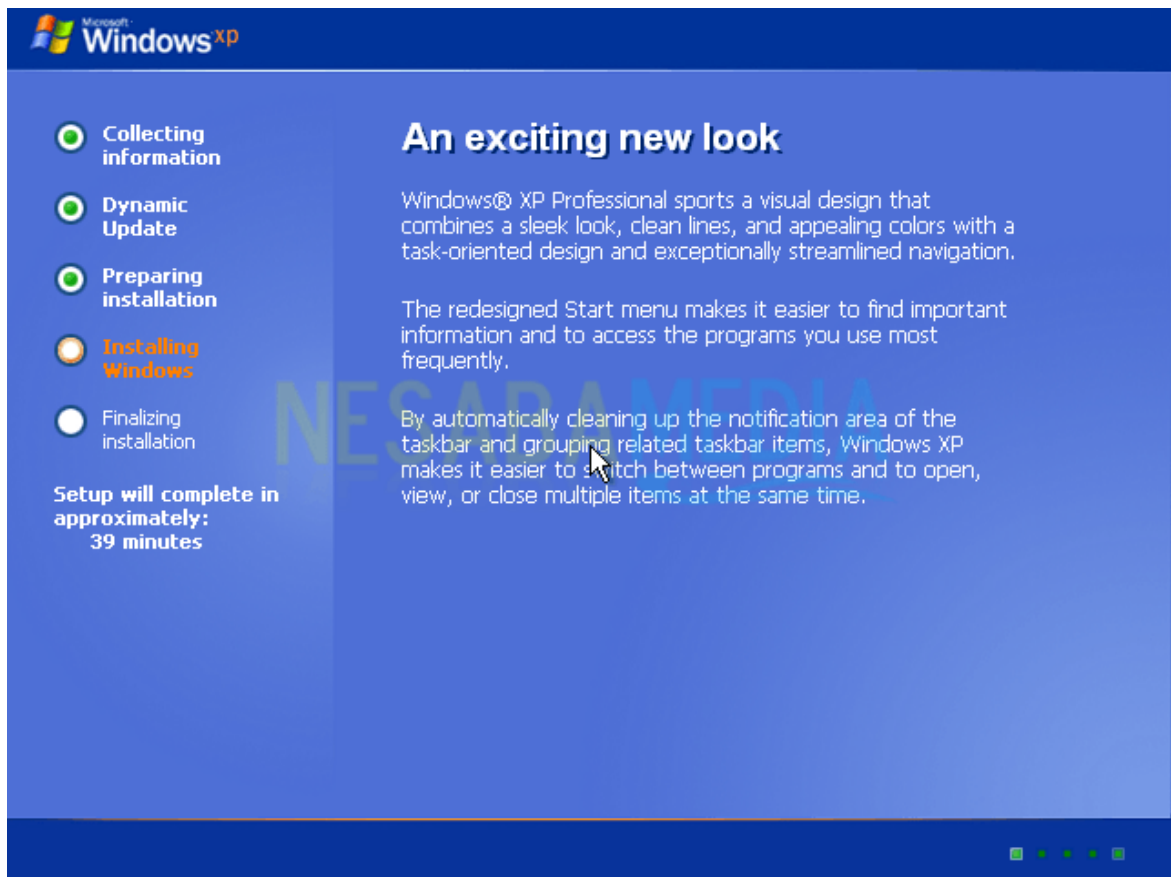 Microsoft
Windows xp
Collecting
information
Dynamic
Update
Preparing
installation
Installing
Windows
Finalizing
installation
Setup will complete in
approximately:
39 minutes
An exciting new look
Windows® XP Professional sports a visual design that
combines a sleek look, clean lines, and appealing colors with a
task-oriented design and exceptionally streamlined navigation.
The redesigned Start menu makes it easier to find important
information and to access the programs you use most
frequently.
By automatically cleaning up the notification area of the
taskbar and grouping related taskbar items, Windows XP
makes it easier to switch between programs and to open,
view, or close multiple items at the same time.
NESABAMEDIA